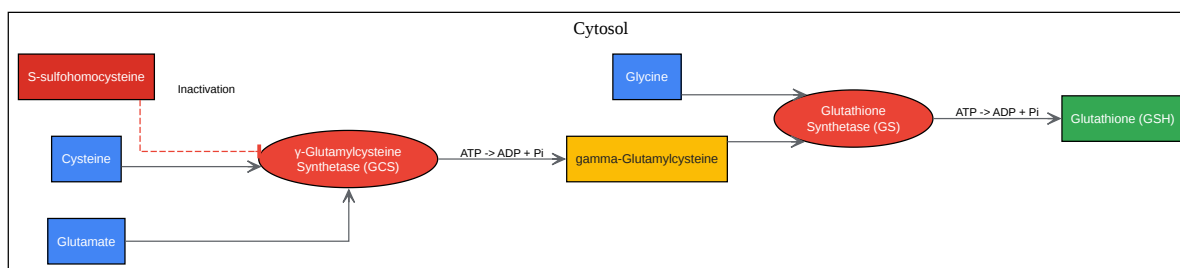 Cytosol
S-sulfohomocysteine
Inactivation
Cysteine
Glutamate
γ-Glutamylcysteine
Synthetase (GCS)
ATP -> ADP + Pi
gamma-Glutamylcysteine
Glycine
Glutathione
Synthetase (GS)
ATP -> ADP + Pi
Glutathione (GSH)